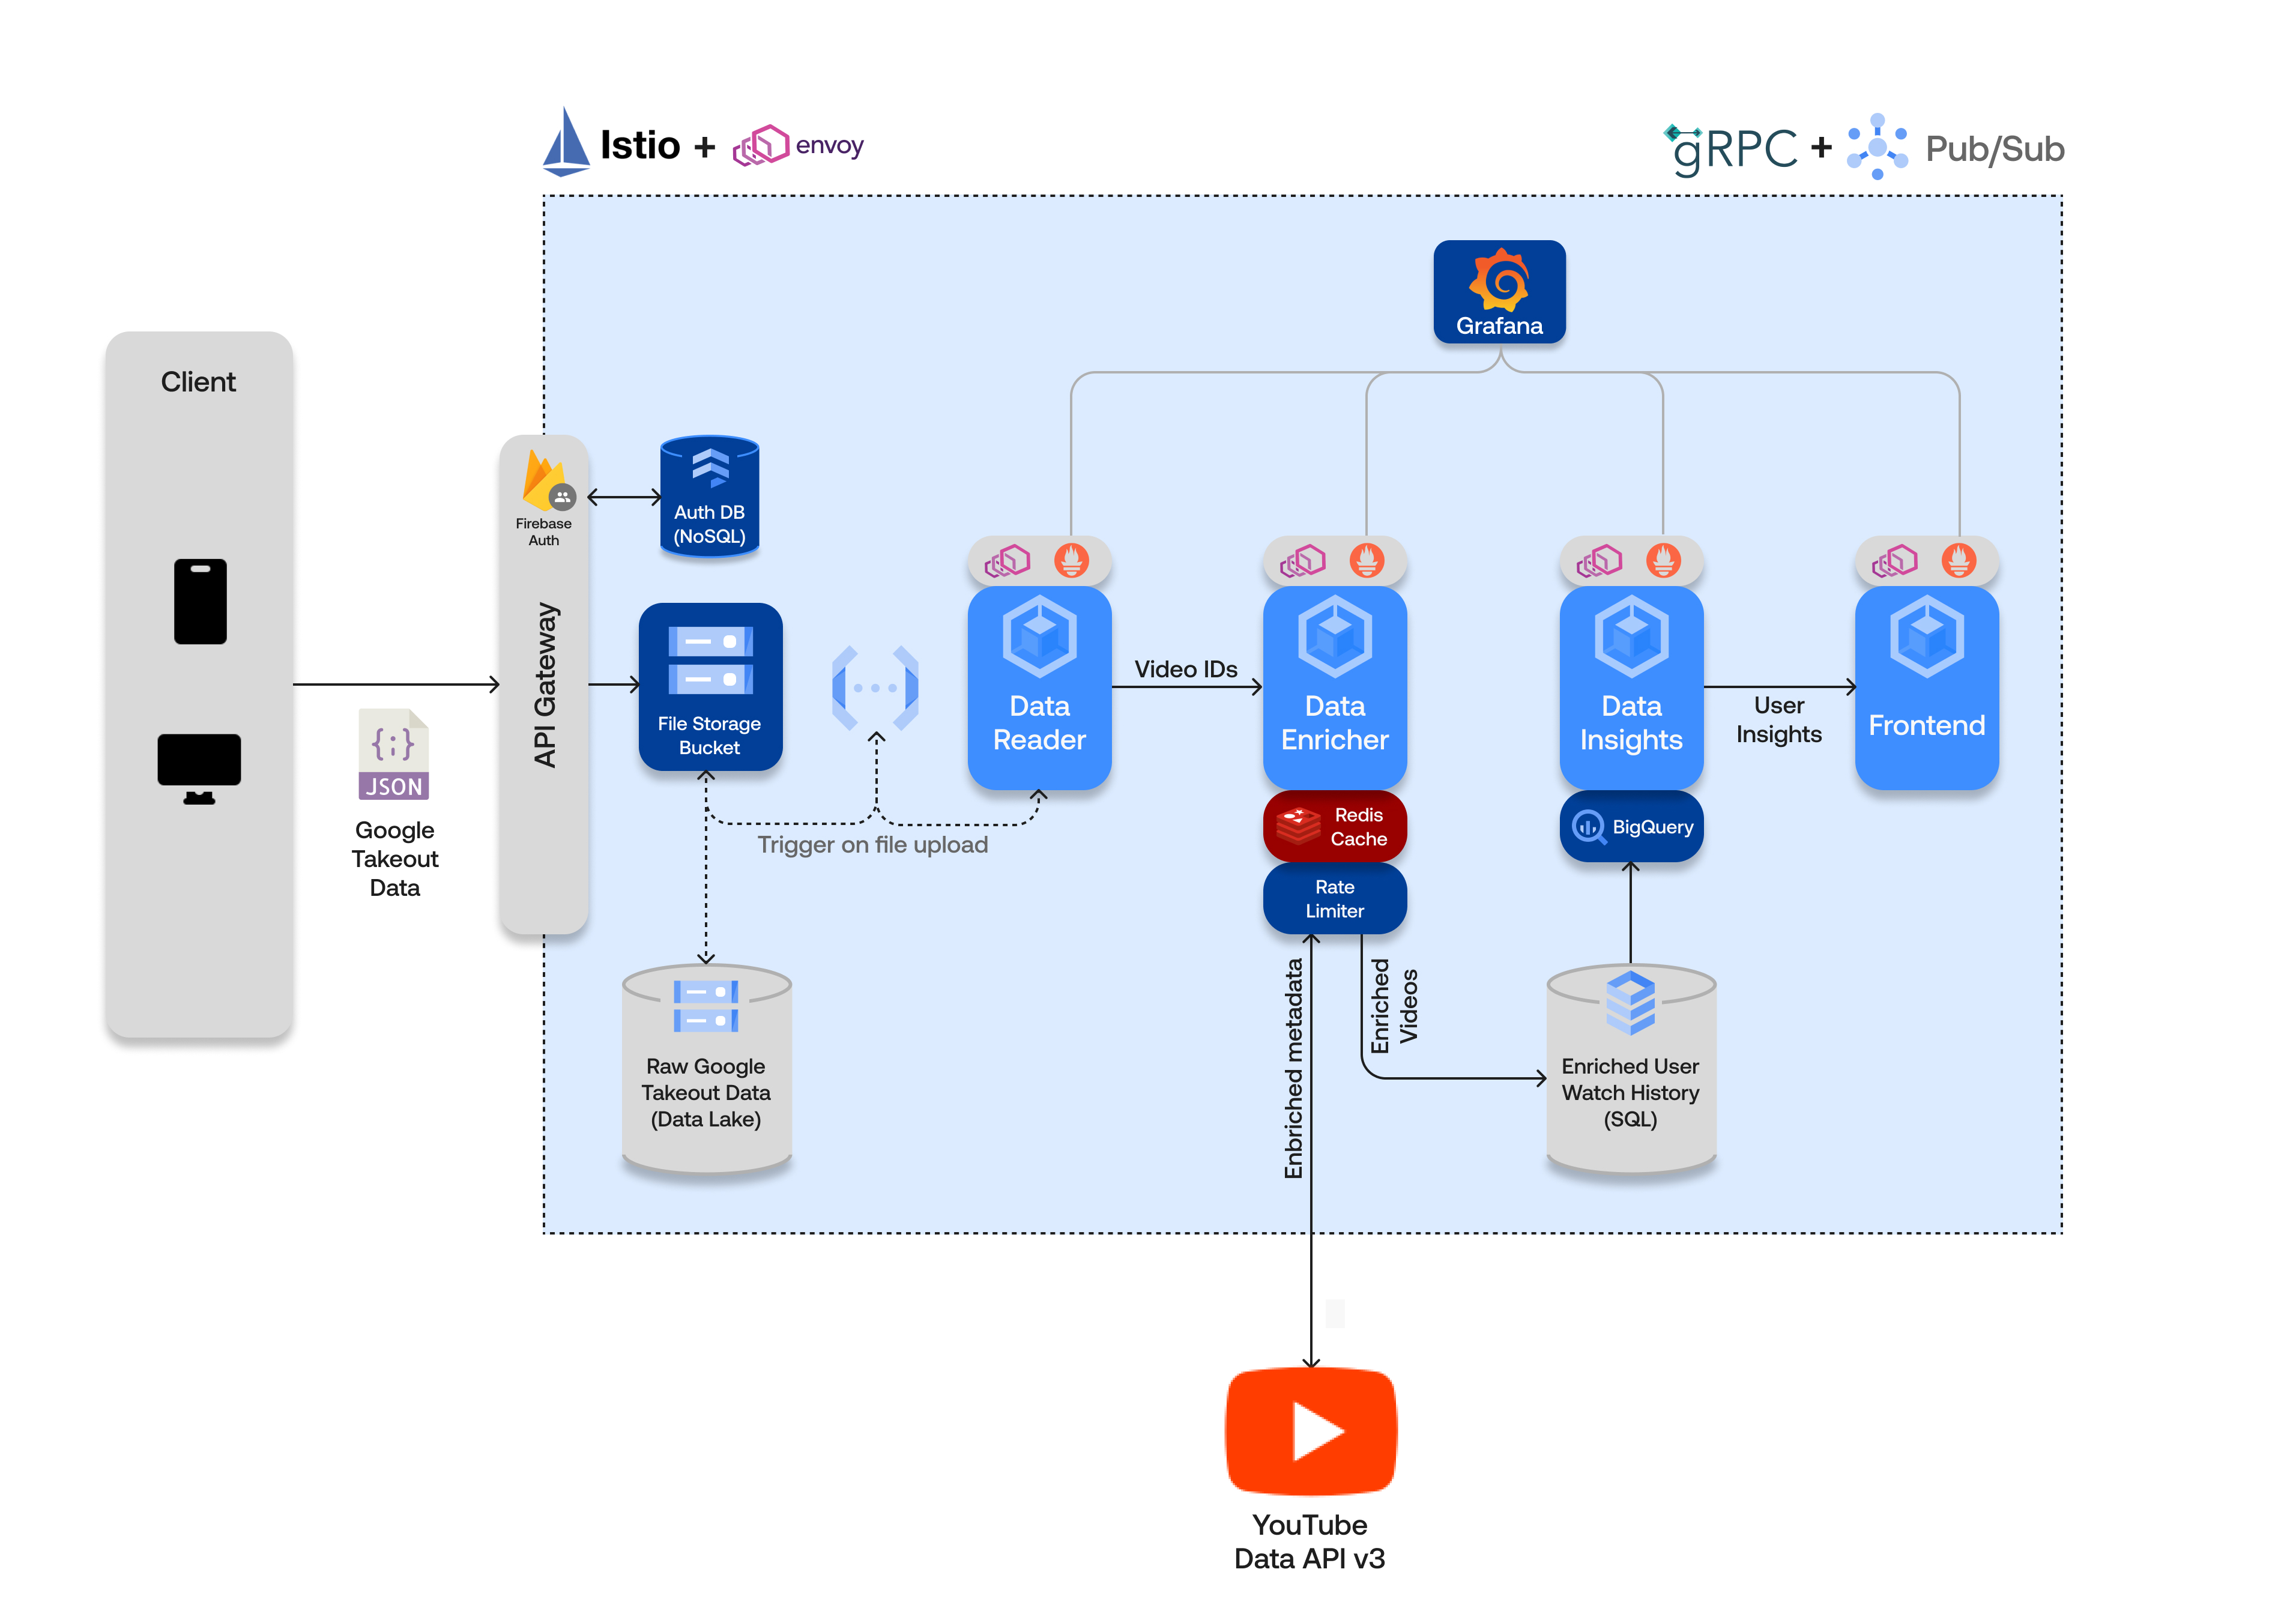 Istio + envoy
gRPC + Pub/Sub
Grafana
Client
Firebase
Auth
API Gateway
Auth DB
(NoSQL)
File Storage
Bucket
{;}
JSON
Google
Takeout
Data
Trigger on file upload
Data
Reader
Video IDs
Data
Enricher
Redis
Cache
Rate
Limiter
Data
Insights
BigQuery
User
Insights
Frontend
Raw Google
Takeout Data
(Data Lake)
Enbriched metadata
Enriched
Videos
Enriched User
Watch History
(SQL)
YouTube
Data API v3